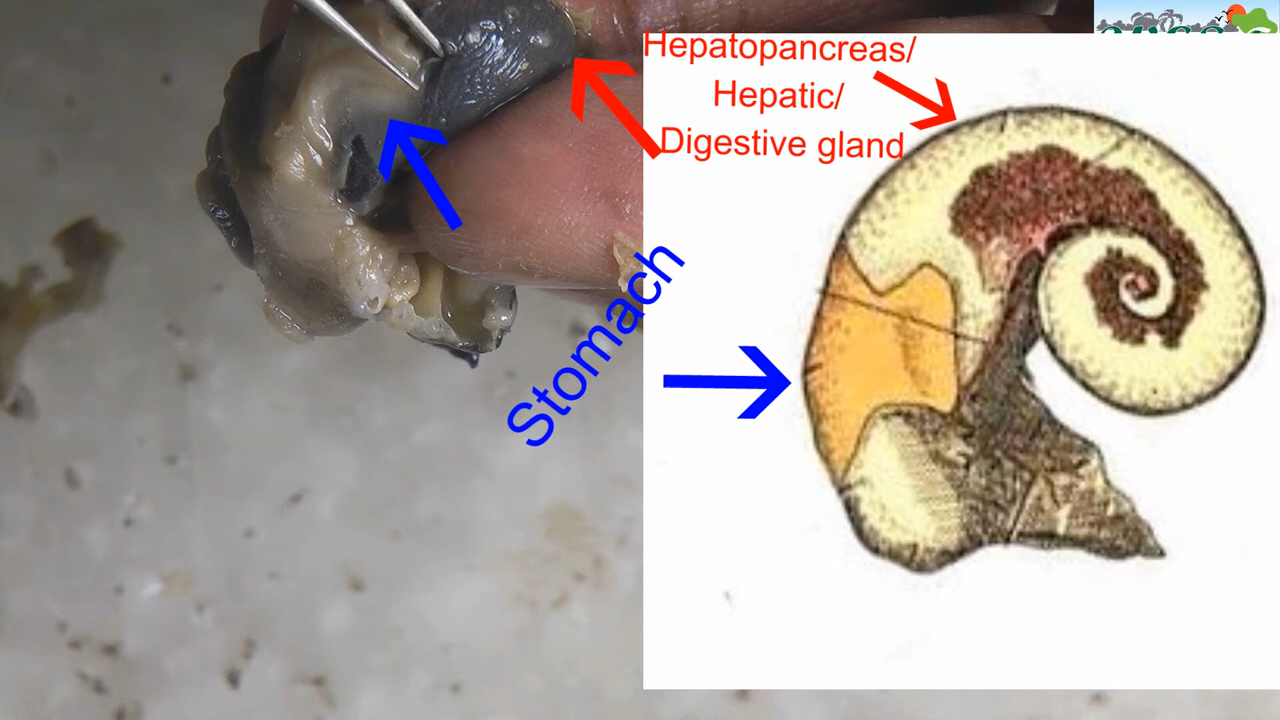 Hepatopancreas/
Hepatic/
Digestive gland
Stomach